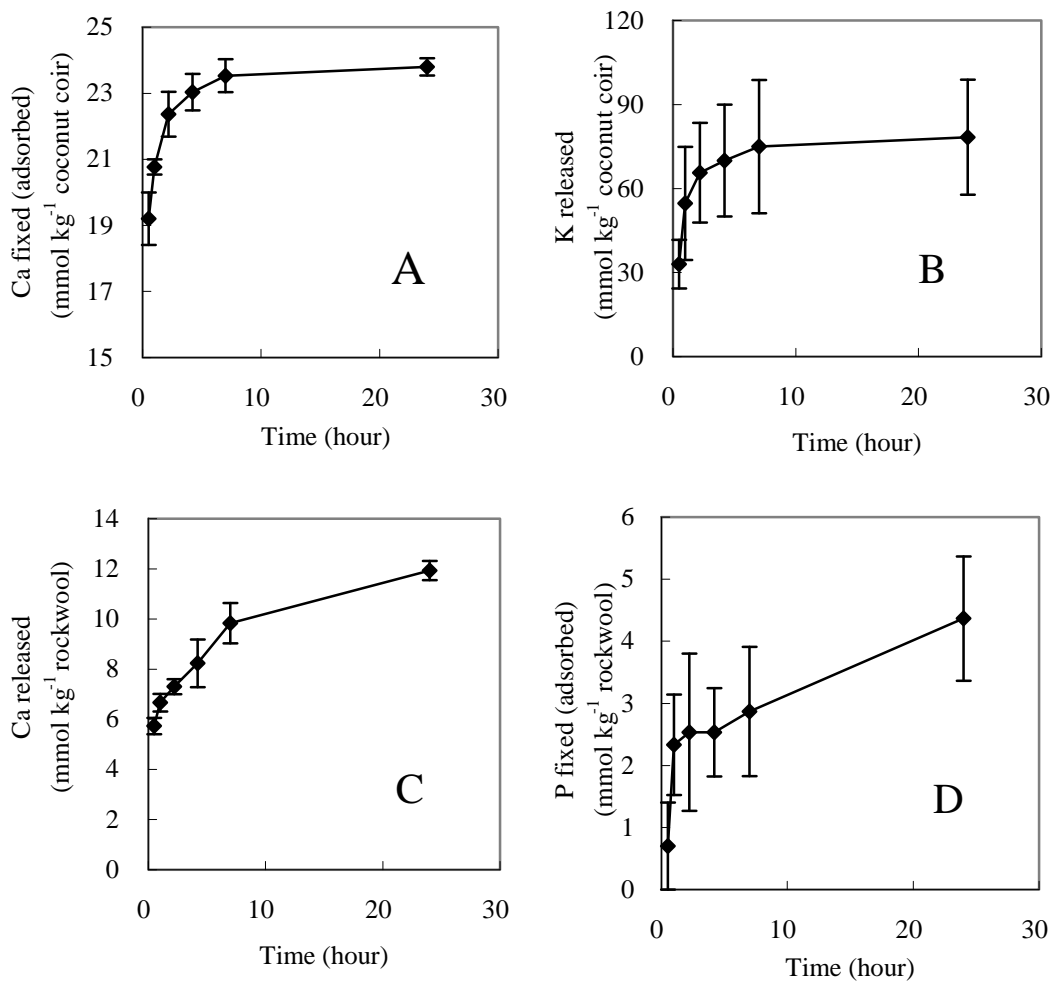 25
23
21
19
17
15
Ca fixed (adsorbed)
(mmol kg⁻¹ coconut coir)
A
0 10 20 30
Time (hour)
120
90
60
30
0
K released
(mmol kg⁻¹ coconut coir)
B
0 10 20 30
Time (hour)
14
12
10
8
6
4
2
0
Ca released
(mmol kg⁻¹ rockwool)
C
0 10 20 30
Time (hour)
6
5
4
3
2
1
0
P fixed (adsorbed)
(mmol kg⁻¹ rockwool)
D
0 10 20 30
Time (hour)